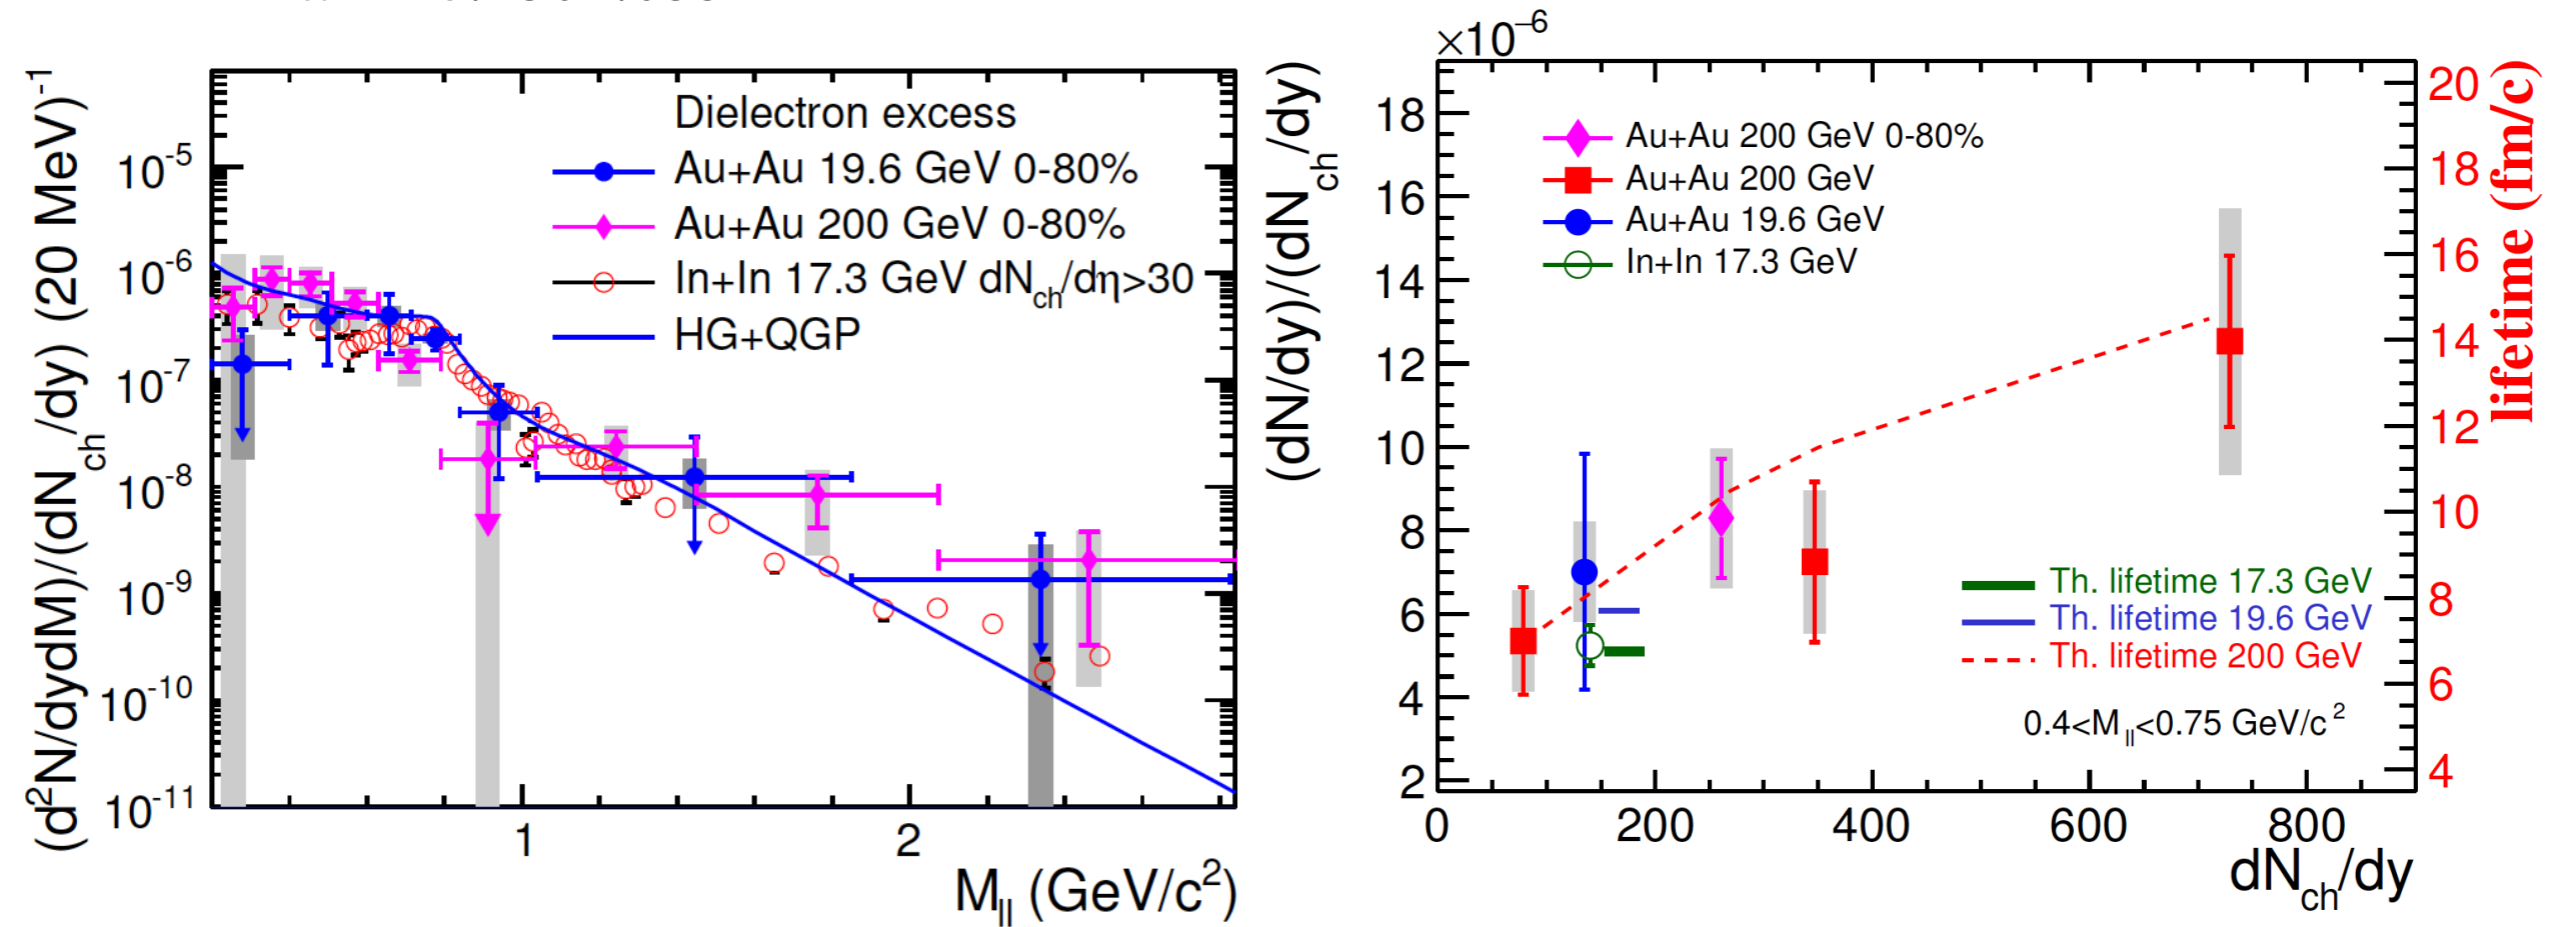 (d²N/dydM)/(dN_ch/dy) (20 MeV)⁻¹
10⁻⁵
10⁻⁶
10⁻⁷
10⁻⁸
10⁻⁹
10⁻¹⁰
10⁻¹¹
Dielectron excess
Au+Au 19.6 GeV 0-80%
Au+Au 200 GeV 0-80%
In+In 17.3 GeV dN_ch/dη>30
HG+QGP
1
2
M_ll (GeV/c²)
×10⁻⁶
(dN/dy)/(dN_ch/dy)
18
16
14
12
10
8
6
4
2
Au+Au 200 GeV 0-80%
Au+Au 200 GeV
Au+Au 19.6 GeV
In+In 17.3 GeV
Th. lifetime 17.3 GeV
Th. lifetime 19.6 GeV
Th. lifetime 200 GeV
0.4<M_ll<0.75 GeV/c²
0
200
400
600
800
dN_ch/dy
20
18
16
14
12
10
8
6
4
lifetime (fm/c)